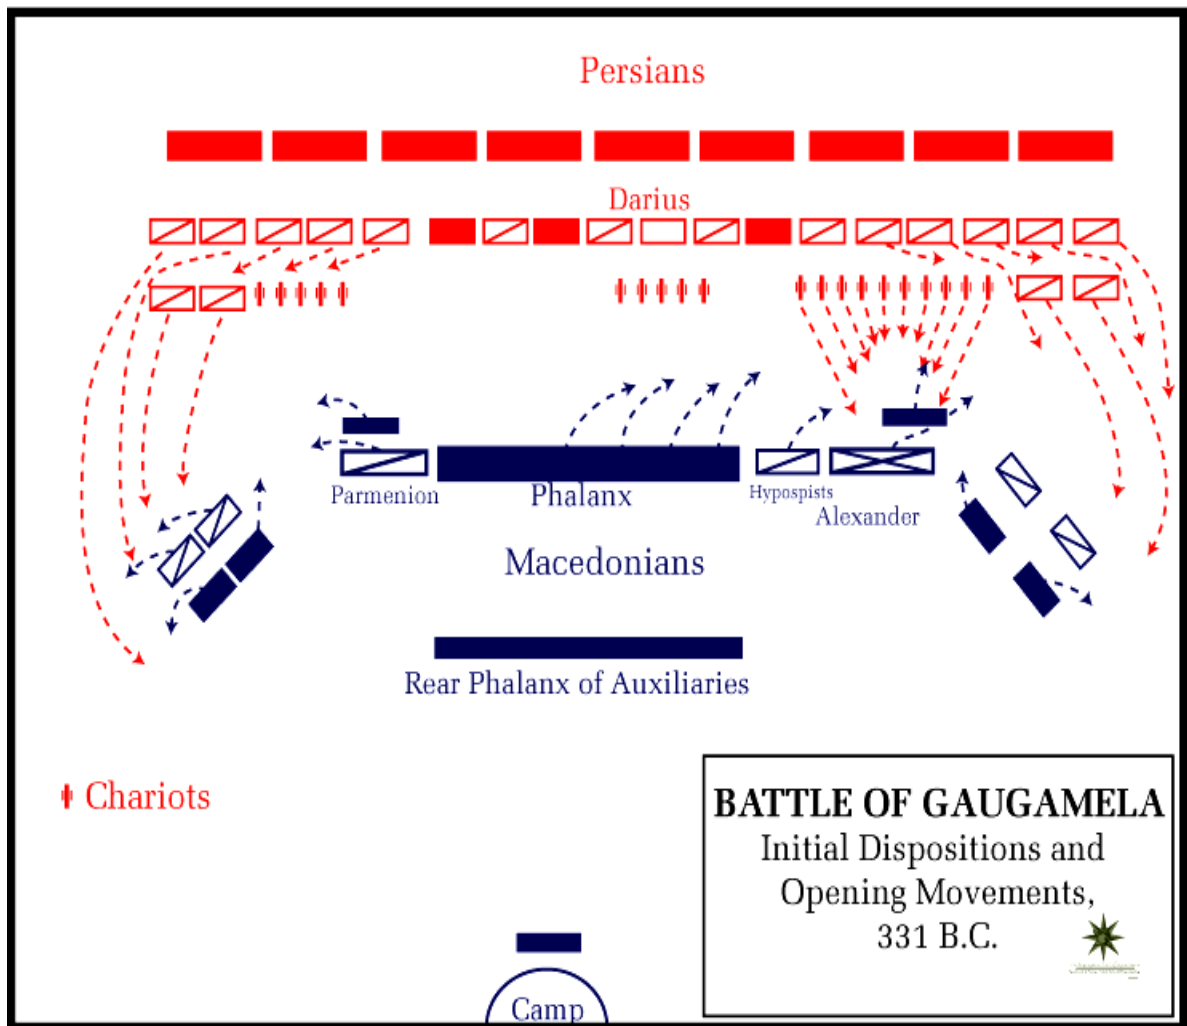 Persians
Darius
Parmenion
Phalanx
Hypospists
Alexander
Macedonians
Rear Phalanx of Auxiliaries
Chariots
BATTLE OF GAUGAMELA
Initial Dispositions and
Opening Movements,
331 B.C.
Camp